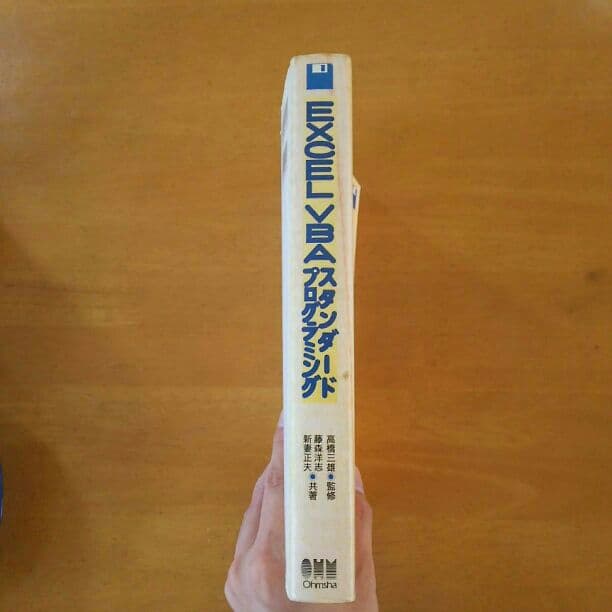 EXCEL VBA
スタンダード
プログラミング
高橋三雄●監修
藤森洋志
新妻正夫●共著
OHM
Ohmsha